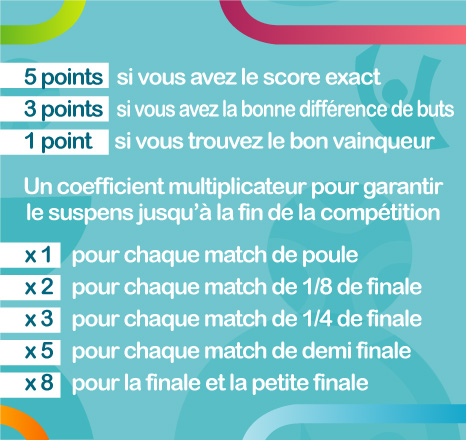 5 points si vous avez le score exact
3 points si vous avez la bonne différence de buts
1 point si vous trouvez le bon vainqueur
Un coefficient multiplicateur pour garantir
le suspens jusqu'à la fin de la compétition
x 1 pour chaque match de poule
x 2 pour chaque match de 1/8 de finale
x 3 pour chaque match de 1/4 de finale
x 5 pour chaque match de demi finale
x 8 pour la finale et la petite finale